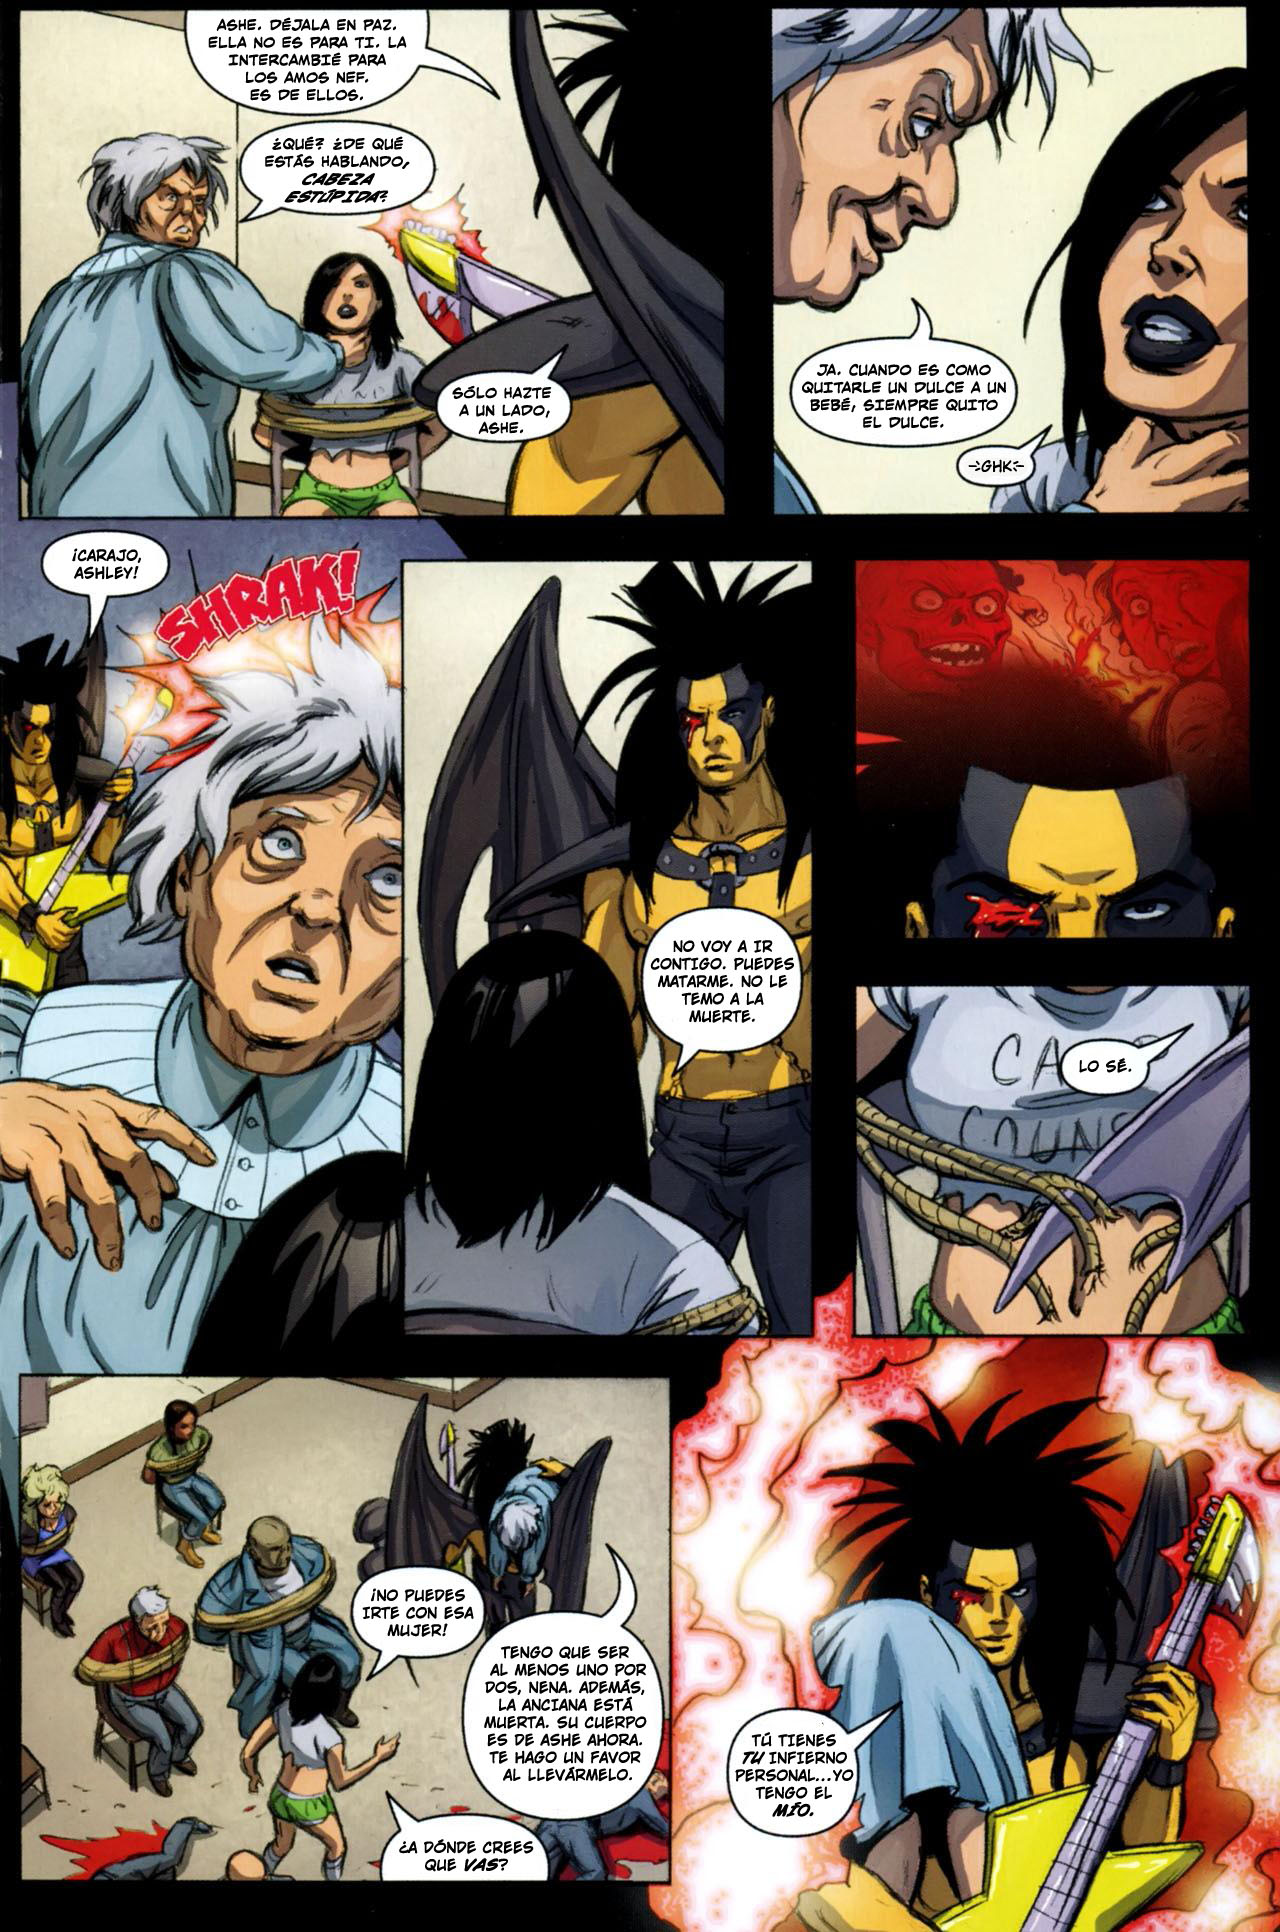 ASHE. DÉJALA EN PAZ.
ELLA NO ES PARA TI. LA
INTERCAMBIÉ PARA
LOS AMOS NEF.
ES DE ELLOS.
¿QUÉ? ¿DE QUÉ
ESTÁS HABLANDO,
CABEZA
ESTÚPIDA?
SÓLO HAZTE
A UN LADO,
ASHE.
JA. CUANDO ES COMO
QUITARLE UN DULCE A UN
BEBÉ, SIEMPRE QUITO
EL DULCE.
GHK
¡CARAJO,
ASHLEY!
SHRAK!
NO VOY A IR
CONTIGO. PUEDES
MATARME. NO LE
TEMO A LA
MUERTE.
LO SÉ.
CA
COUNS
¡NO PUEDES
IRTE CON ESA
MUJER!
TENGO QUE SER
AL MENOS UNO POR
DOS, NENA. ADEMÁS,
LA ANCIANA ESTÁ
MUERTA. SU CUERPO
ES DE ASHE AHORA.
TE HAGO UN FAVOR
AL LLEVÁRMELO.
¿A DÓNDE CREES
QUE VAS?
TÚ TIENES
TU INFIERNO
PERSONAL...YO
TENGO EL
MÍO.